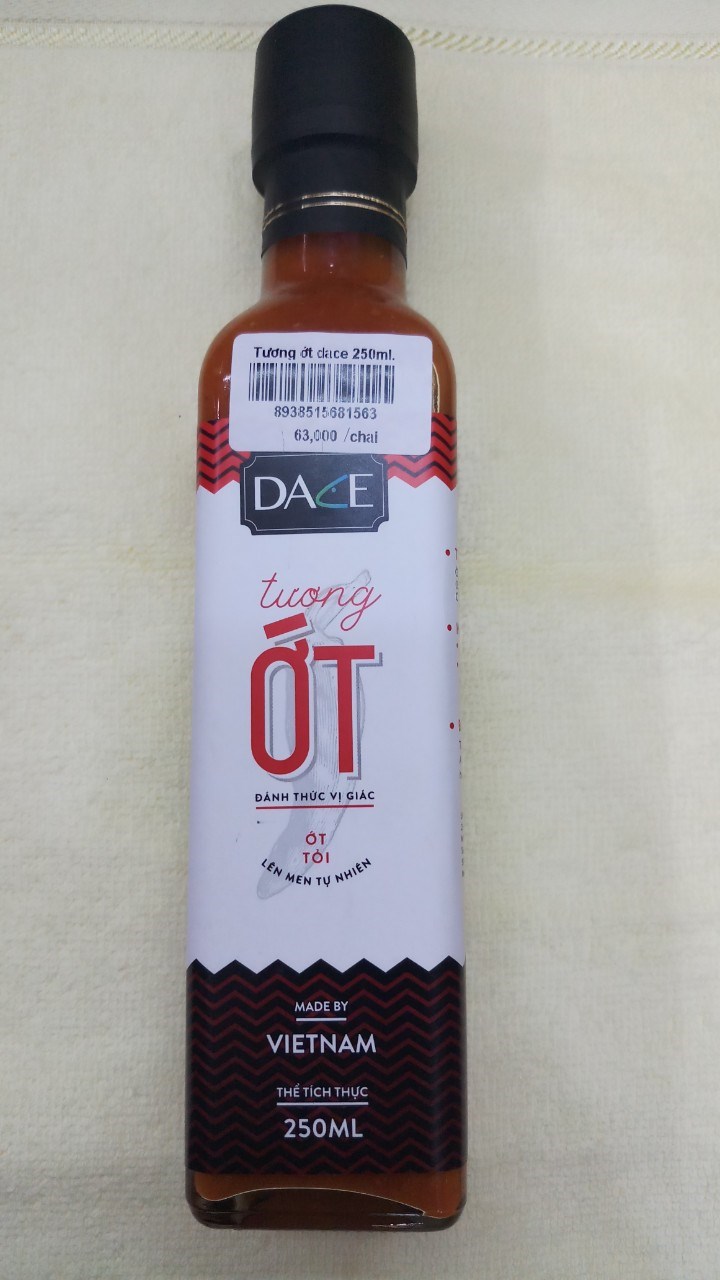 Tương ớt dace 250ml.
8938515681563
63,000 /chai
DACE
tương
ỚT
ĐÁNH THỨC VỊ GIÁC
ỚT
TỎI
LÊN MEN TỰ NHIÊN
MADE BY
VIETNAM
THỂ TÍCH THỰC
250ML